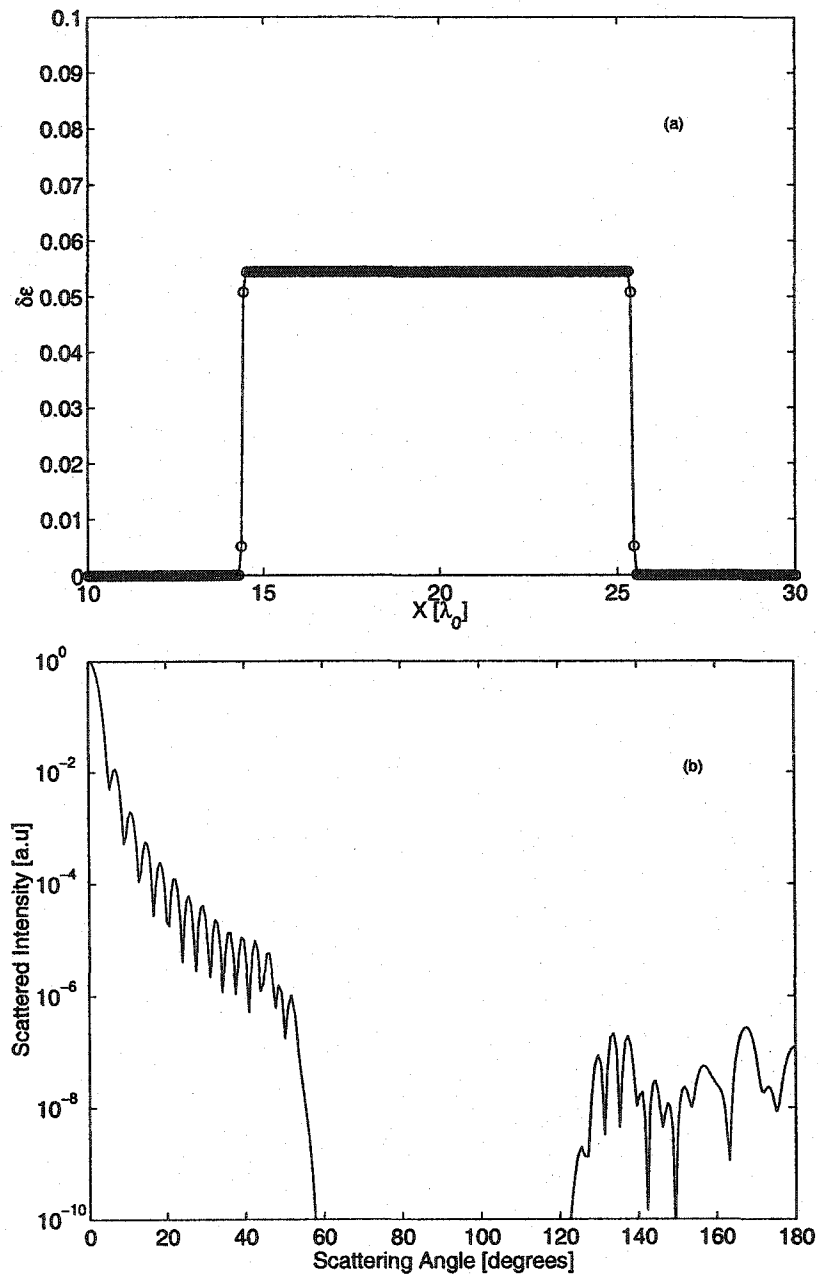 0.1
0.09
0.08
0.07
0.06
0.05
0.04
0.03
0.02
0.01
0
δε
(a)
10 15 20 25 30
X [λ₀]
10⁰
10⁻²
10⁻⁴
10⁻⁶
10⁻⁸
10⁻¹⁰
Scattered Intensity [a.u]
(b)
0 20 40 60 80 100 120 140 160 180
Scattering Angle [degrees]